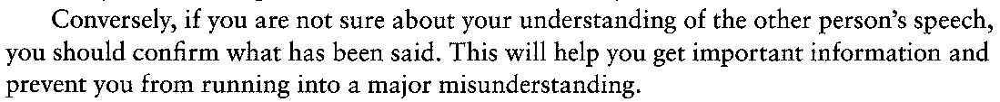 Conversely, if you are not sure about your understanding of the other person's speech,
you should confirm what has been said. This will help you get important information and
prevent you from running into a major misunderstanding.